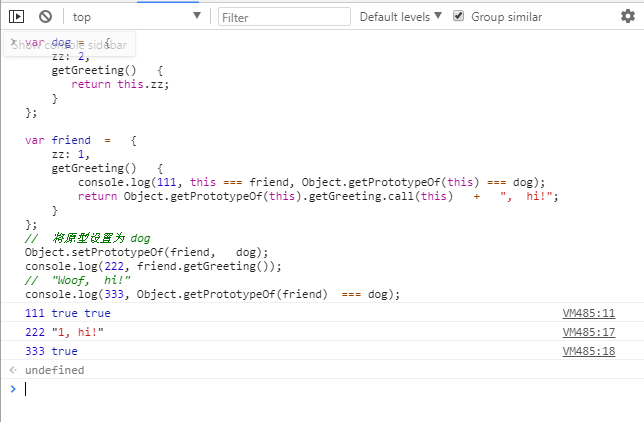 top Filter Default levels Group similar
var dog = {
Show console sidebar
zz: 2,
getGreeting() {
return this.zz;
}
};
var friend = {
zz: 1,
getGreeting() {
console.log(111, this === friend, Object.getPrototypeOf(this) === dog);
return Object.getPrototypeOf(this).getGreeting.call(this) + ", hi!";
}
};
// 将原型设置为 dog
Object.setPrototypeOf(friend, dog);
console.log(222, friend.getGreeting());
// "Woof, hi!"
console.log(333, Object.getPrototypeOf(friend) === dog);
111 true true VM485:11
222 "1, hi!" VM485:17
333 true VM485:18
undefined